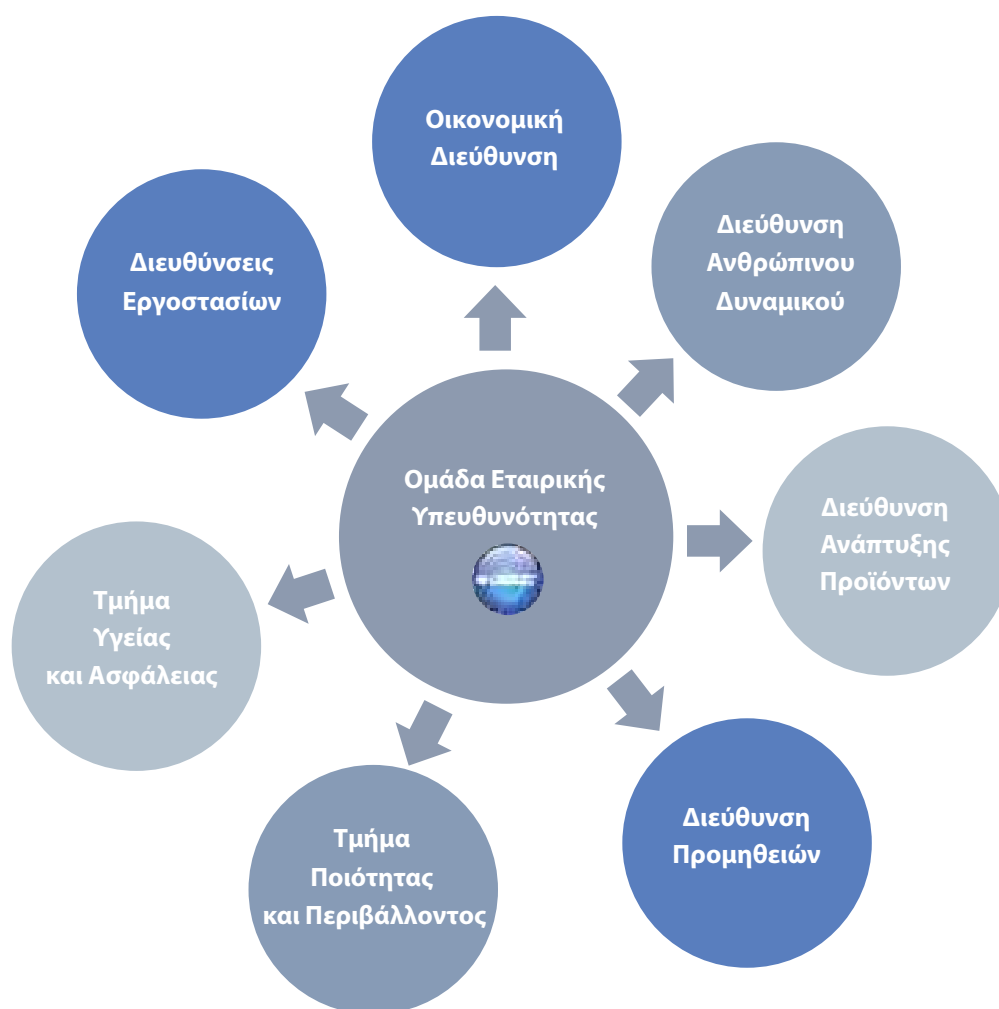 Οικονομική
Διεύθυνση
Διεύθυνση
Ανθρώπινου
Δυναμικού
Διευθύνσεις
Εργοστασίων
Ομάδα Εταιρικής
Υπευθυνότητας
Διεύθυνση
Ανάπτυξης
Προϊόντων
Τμήμα
Υγείας
και Ασφάλειας
Διεύθυνση
Προμηθειών
Τμήμα
Ποιότητας
και Περιβάλλοντος